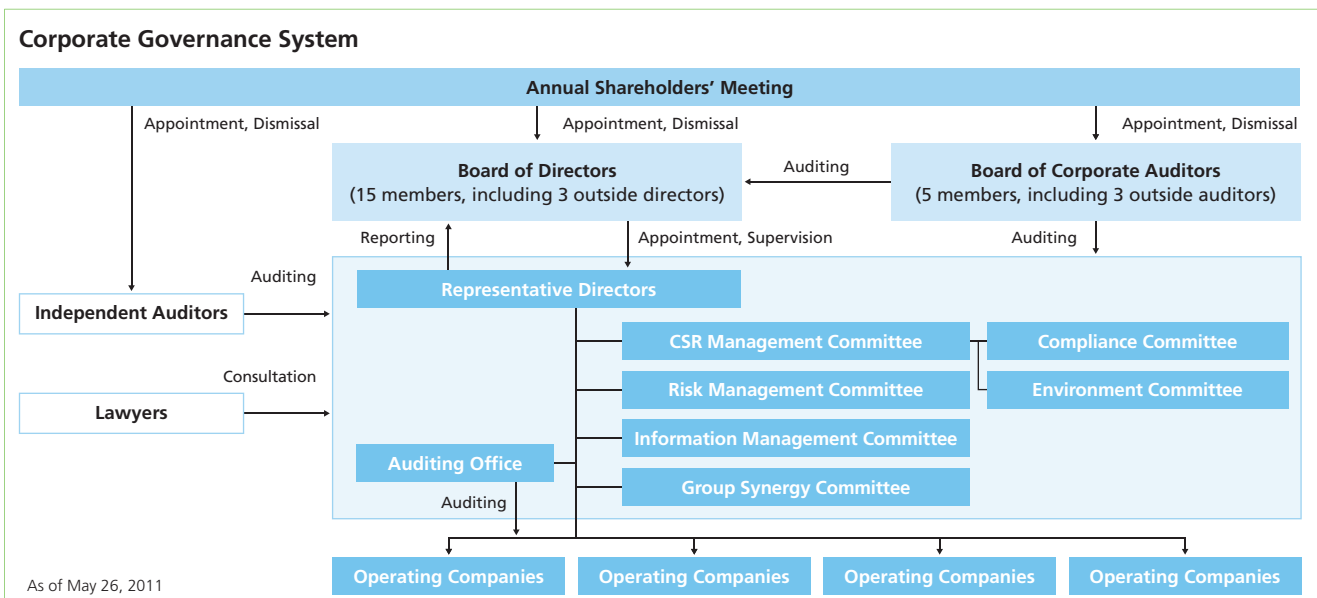 Corporate Governance System
Annual Shareholders’ Meeting
Appointment, Dismissal
Appointment, Dismissal
Appointment, Dismissal
Board of Directors
(15 members, including 3 outside directors)
Auditing
Board of Corporate Auditors
(5 members, including 3 outside auditors)
Reporting
Appointment, Supervision
Auditing
Auditing
Representative Directors
Independent Auditors
CSR Management Committee
Compliance Committee
Consultation
Risk Management Committee
Environment Committee
Lawyers
Information Management Committee
Auditing Office
Group Synergy Committee
Auditing
Operating Companies
Operating Companies
Operating Companies
Operating Companies
As of May 26, 2011